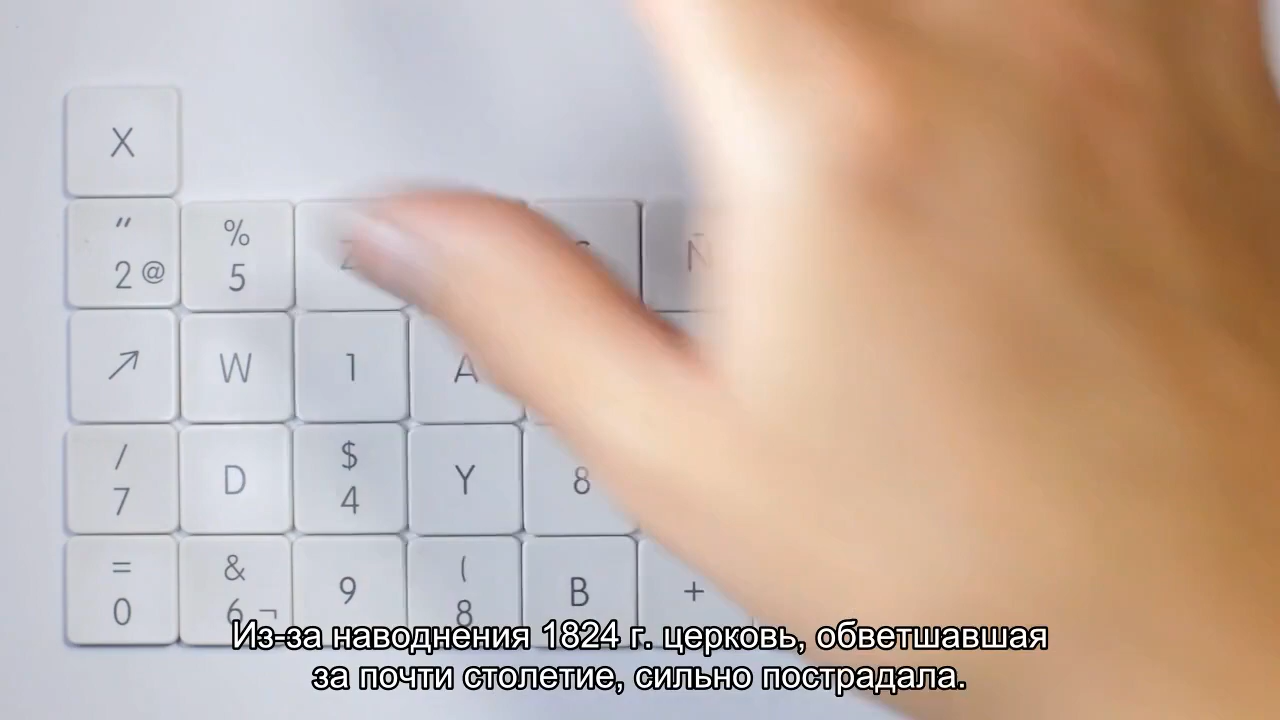 X
" %
2 @ 5 Ñ
W 1 A
/ $
7 D 4 Y 8
= & (
0 6 ¬ 9 8 B +
Из-за наводнения 1824 г. церковь, обветшавшая
за почти столетие, сильно пострадала.